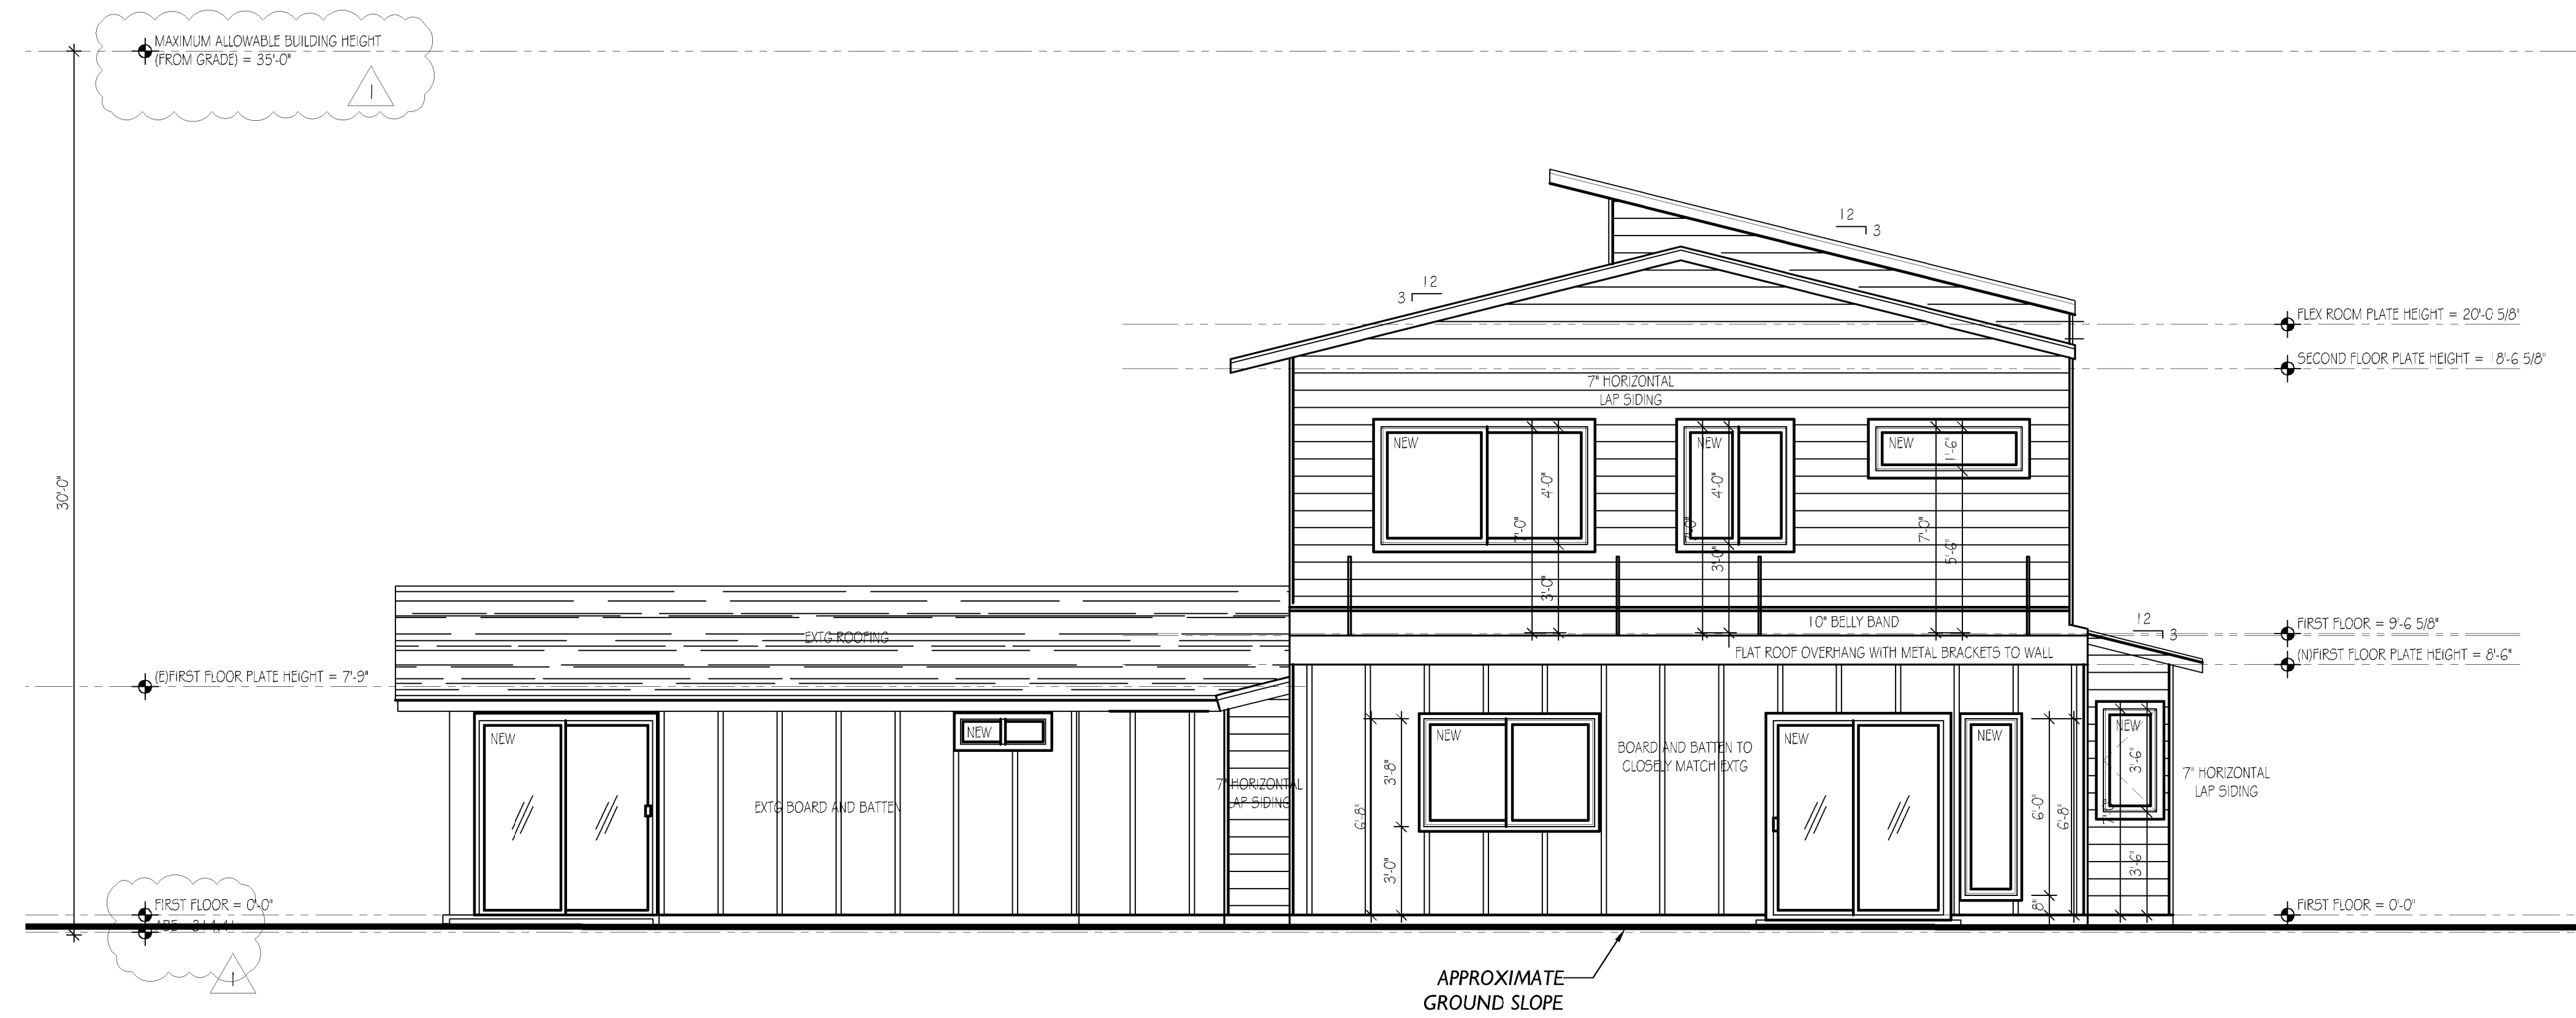 MAXIMUM ALLOWABLE BUILDING HEIGHT
(FROM GRADE) = 35'-0"
1
12
3
3
12
FLEX ROOM PLATE HEIGHT = 20'-0 5/8"
SECOND FLOOR PLATE HEIGHT = 18'-6 5/8"
7" HORIZONTAL
LAP SIDING
NEW
NEW
NEW
1'-6"
4'-0"
4'-0"
30'-0"
7'-0"
7'-0"
7'-0"
5'-6"
3'-0"
3'-0"
10" BELLY BAND
12
3
FIRST FLOOR = 9'-6 5/8"
EXTG ROOFING
FLAT ROOF OVERHANG WITH METAL BRACKETS TO WALL
(N)FIRST FLOOR PLATE HEIGHT = 8'-6"
(E)FIRST FLOOR PLATE HEIGHT = 7'-9"
NEW
NEW
NEW
NEW
NEW
NEW
BOARD AND BATTEN TO
CLOSELY MATCH EXTG
3'-8"
3'-6"
7" HORIZONTAL
LAP SIDING
7" HORIZONTAL
LAP SIDING
EXTG BOARD AND BATTEN
6'-8"
6'-0"
6'-8"
3'-0"
3'-6"
8"
FIRST FLOOR = 0'-0"
FIRST FLOOR = 0'-0"
1
APPROXIMATE
GROUND SLOPE